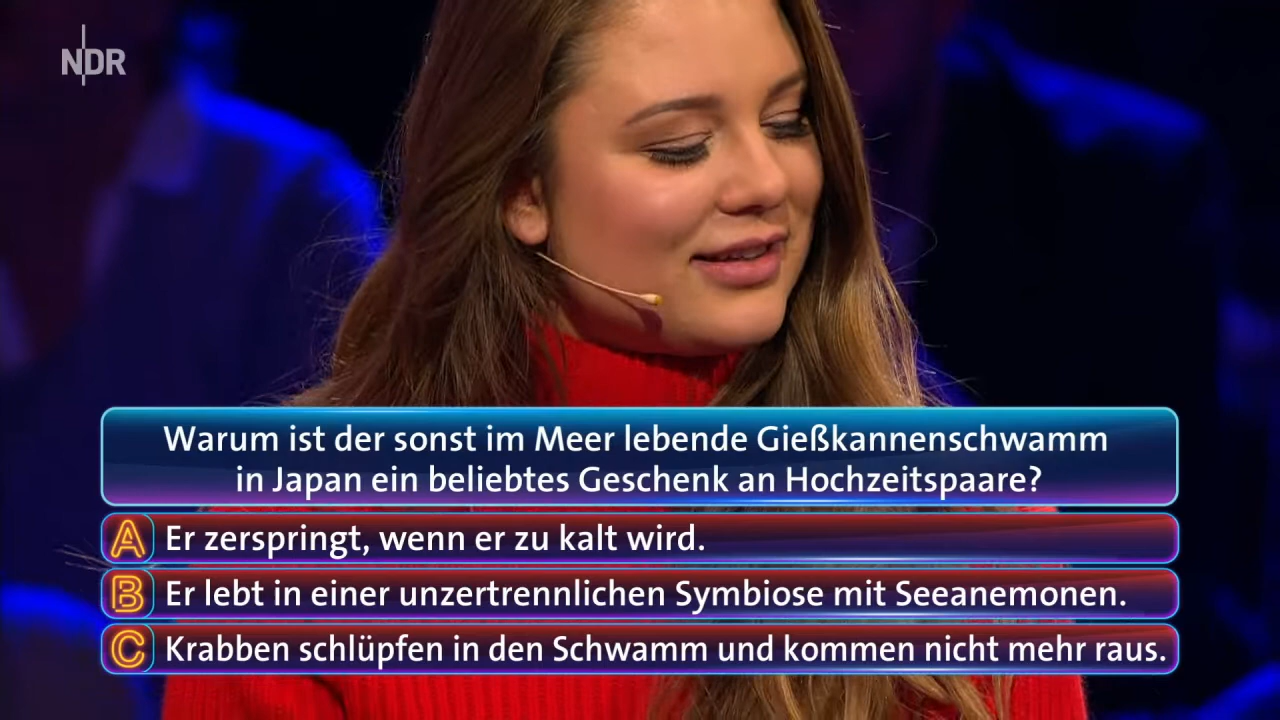 NDR
Warum ist der sonst im Meer lebende Gießkannenschwamm
in Japan ein beliebtes Geschenk an Hochzeitspaare?
A Er zerspringt, wenn er zu kalt wird.
B Er lebt in einer unzertrennlichen Symbiose mit Seeanemonen.
C Krabben schlüpfen in den Schwamm und kommen nicht mehr raus.